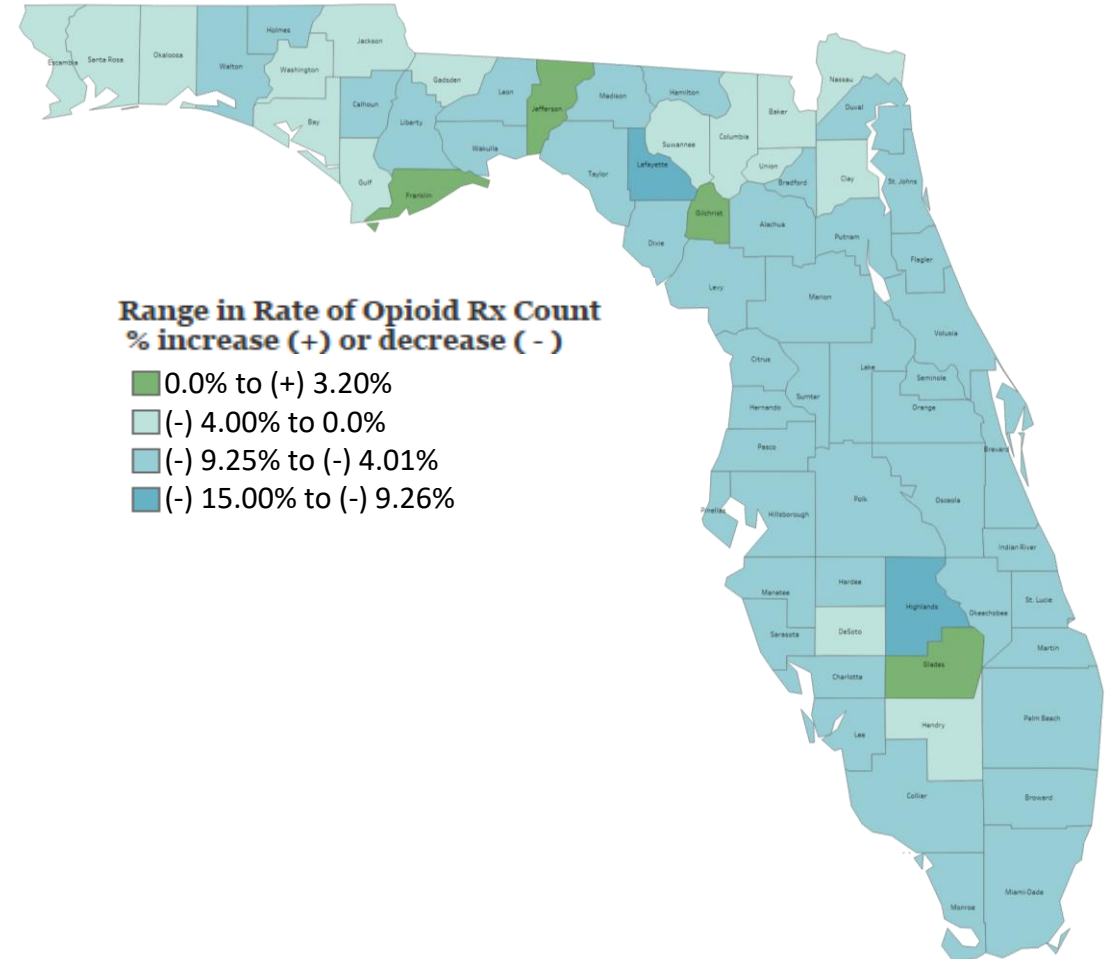 Holmes
Jackson
Escambia
Santa Rosa
Okaloosa
Walton
Washington
Gadsden
Nassau
Leon
Madison
Hamilton
Calhoun
Jefferson
Duval
Baker
Bay
Liberty
Columbia
Suwannee
Wakulla
Lafayette
Union
Taylor
Gulf
Bradford
Clay
St. Johns
Franklin
Gilchrist
Alachua
Putnam
Dixie
Flagler
Levy
Marion
Range in Rate of Opioid Rx Count
% increase (+) or decrease ( - )
0.0% to (+) 3.20%
(-) 4.00% to 0.0%
(-) 9.25% to (-) 4.01%
(-) 15.00% to (-) 9.26%
Volusia
Citrus
Lake
Seminole
Sumter
Hernando
Orange
Pasco
Brevard
Polk
Osceola
Pinellas
Hillsborough
Indian River
Hardee
Manatee
Highlands
St. Lucie
Okeechobee
DeSoto
Sarasota
Martin
Glades
Charlotte
Palm Beach
Hendry
Lee
Collier
Broward
Miami-Dade
Monroe